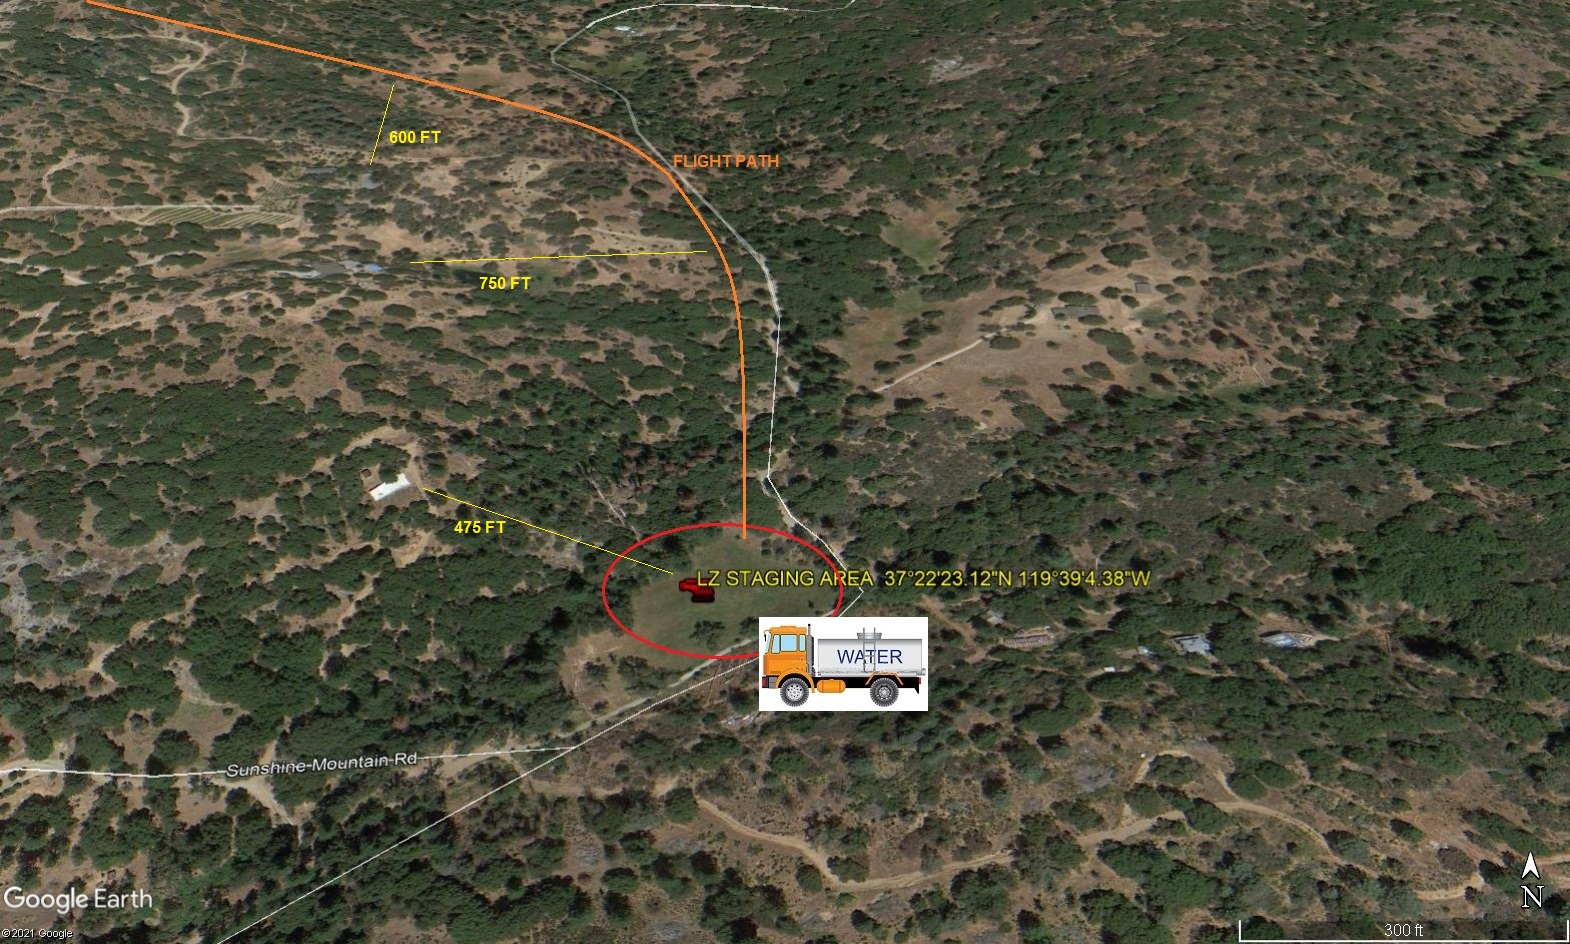 600 FT
FLIGHT PATH
750 FT
475 FT
LZ STAGING AREA 37°22'23.12"N 119°39'4.38"W
WATER
Sunshine Mountain Rd
Google Earth
©2021 Google
N
300 ft